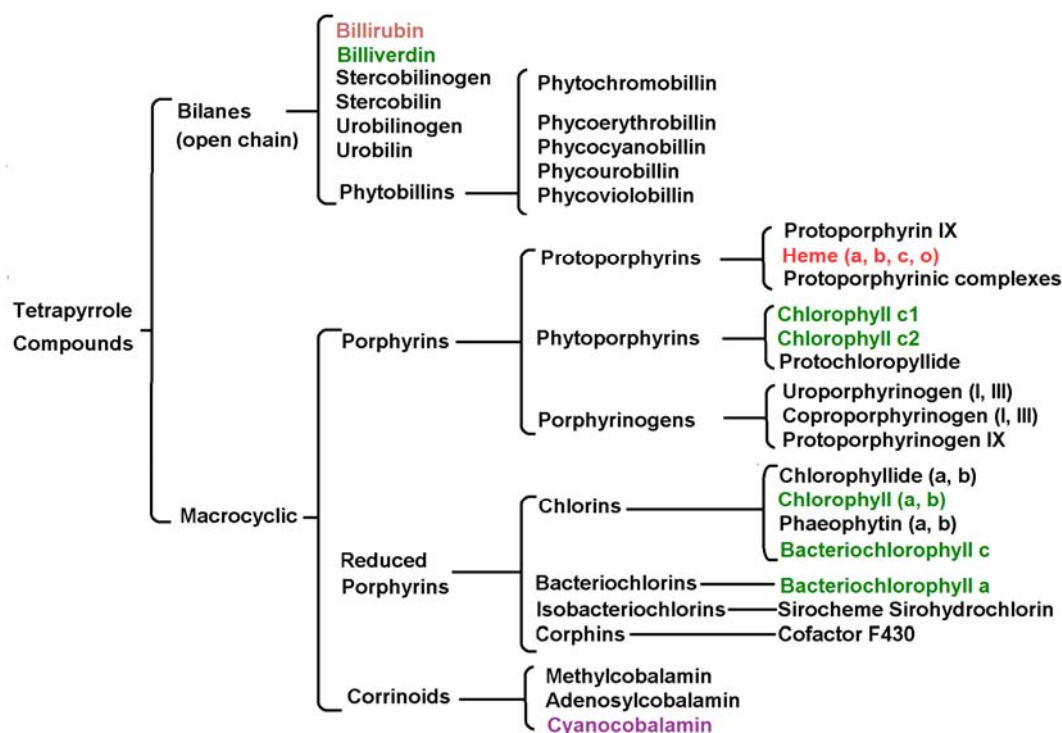 Tetrapyrrole
Compounds
Bilanes
(open chain)
Billirubin
Billiverdin
Stercobilinogen
Stercobilin
Urobilinogen
Urobilin
Phytobillins
Phytochromobillin
Phycoerythrobillin
Phycocyanobillin
Phycourobillin
Phycoviolobillin
Macrocyclic
Porphyrins
Protoporphyrins
Protoporphyrin IX
Heme (a, b, c, o)
Protoporphyrinic complexes
Phytoporphyrins
Chlorophyll c1
Chlorophyll c2
Protochloropyllide
Porphyrinogens
Uroporphyrinogen (I, III)
Coproporphyrinogen (I, III)
Protoporphyrinogen IX
Reduced
Porphyrins
Chlorins
Chlorophyllide (a, b)
Chlorophyll (a, b)
Phaeophytin (a, b)
Bacteriochlorophyll c
Bacteriochlorins
Bacteriochlorophyll a
Isobacteriochlorins
Sirocheme Sirohydrochlorin
Corphins
Cofactor F430
Corrinoids
Methylcobalamin
Adenosylcobalamin
Cyanocobalamin